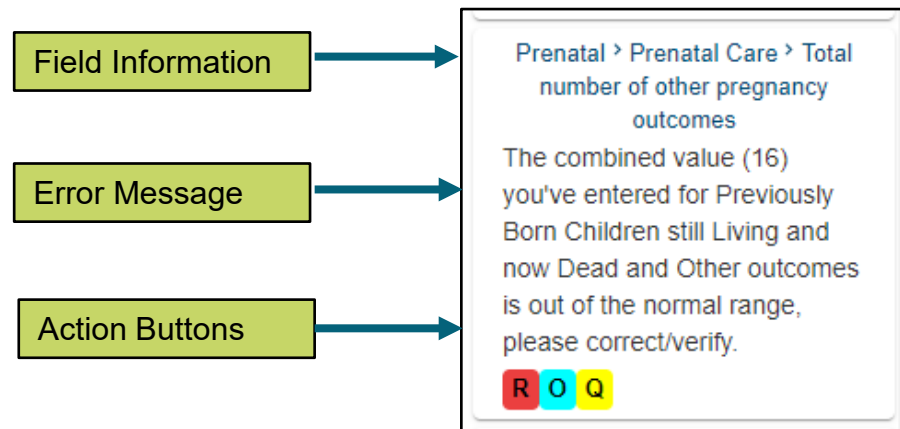 Field Information
Prenatal > Prenatal Care > Total
number of other pregnancy
outcomes
Error Message
The combined value (16)
you've entered for Previously
Born Children still Living and
now Dead and Other outcomes
is out of the normal range,
please correct/verify.
Action Buttons
R O Q